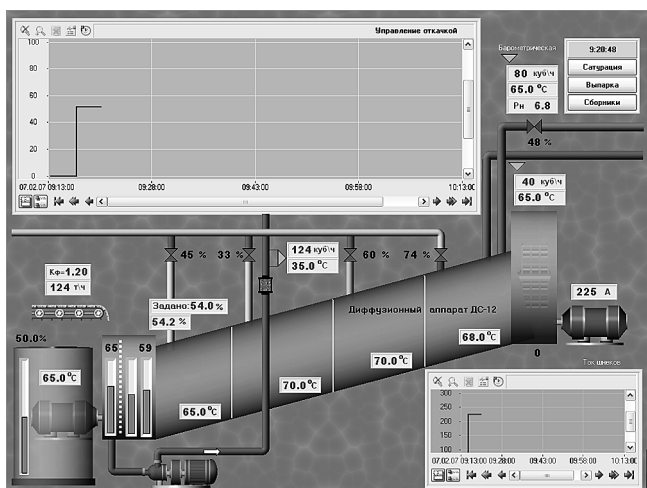 Управление откачкой
100
80
60
40
20
0
07.02.07 09:13:00 09:28:00 09:43:00 09:58:00 10:13:00
Барометрическая
80 куб\ч
65.0 °C
Рн 6.8
9:20:48
Сатурация
Выпарка
Сборники
48 %
40 куб\ч
65.0 °C
45 %
33 %
124 куб\ч
35.0 °C
60 %
74 %
Кф=1.20
124 т\ч
Задано:54.0 %
54.2 %
Диффузионный аппарат ДС-12
225 А
50.0%
65
59
65.0 °C
65.0 °C
70.0 °C
70.0 °C
68.0 °C
0
Ток шнеков
300
250
200
150
100
07.02.07 09:13:00 09:28:00 09:43:00 09:58:00 10:13:00